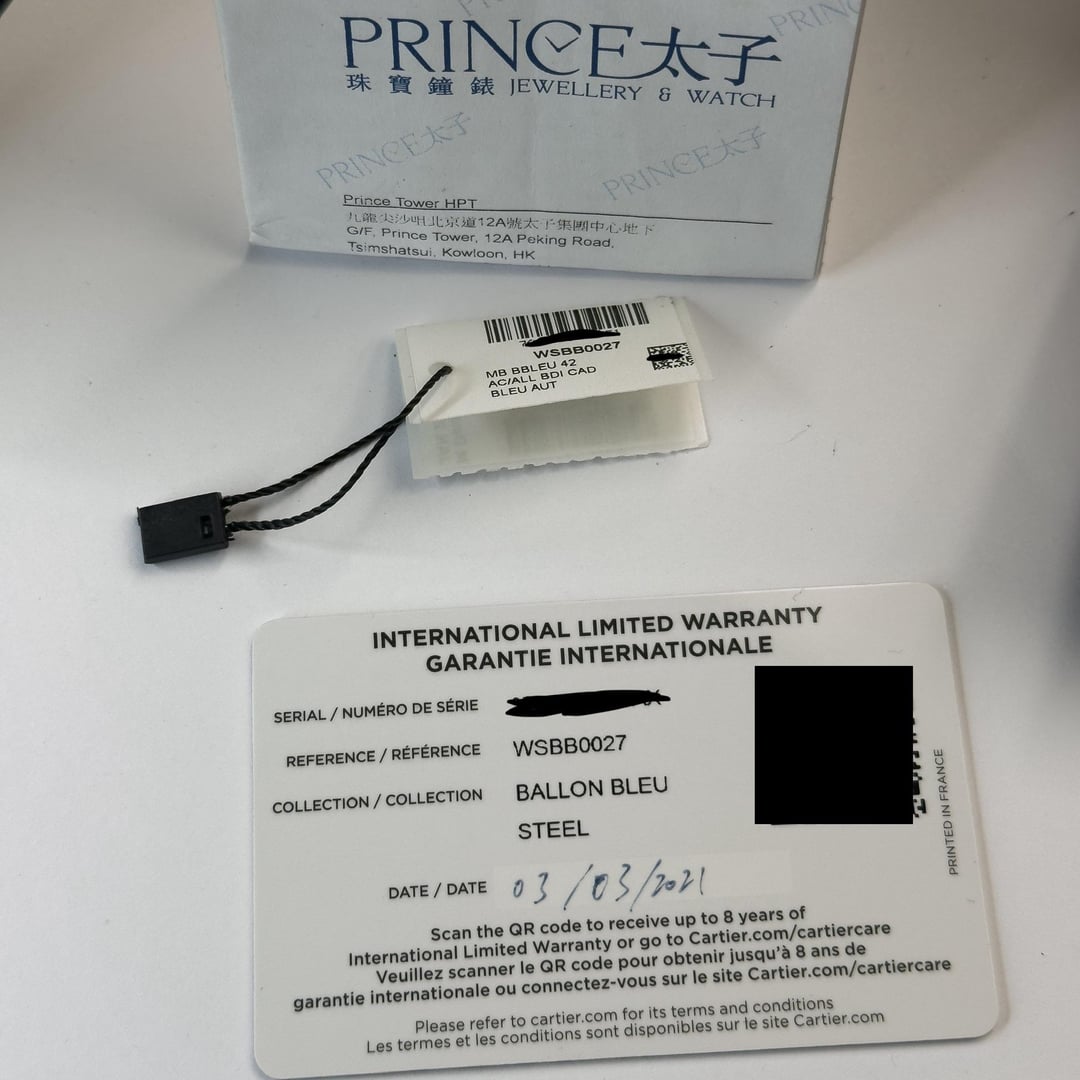 PRINCE太子
珠寶鐘錶 JEWELLERY & WATCH
PRINCE太子
PRINCE太子
Prince Tower HPT
九龍尖沙咀北京道12A號太子集團中心地下
G/F, Prince Tower, 12A Peking Road,
Tsimshatsui, Kowloon, HK
WSBB0027
MB BBLEU 42
AC/ALL BDI CAD
BLEU AUT
INTERNATIONAL LIMITED WARRANTY
GARANTIE INTERNATIONALE
SERIAL / NUMÉRO DE SÉRIE
REFERENCE / RÉFÉRENCE WSBB0027
COLLECTION / COLLECTION BALLON BLEU
STEEL
DATE / DATE 03/03/2021
PRINTED IN FRANCE
Scan the QR code to receive up to 8 years of
International Limited Warranty or go to Cartier.com/cartiercare
Veuillez scanner le QR code pour obtenir jusqu'à 8 ans de
garantie internationale ou connectez-vous sur le site Cartier.com/cartiercare
Please refer to cartier.com for its terms and conditions
Les termes et les conditions sont disponibles sur le site Cartier.com